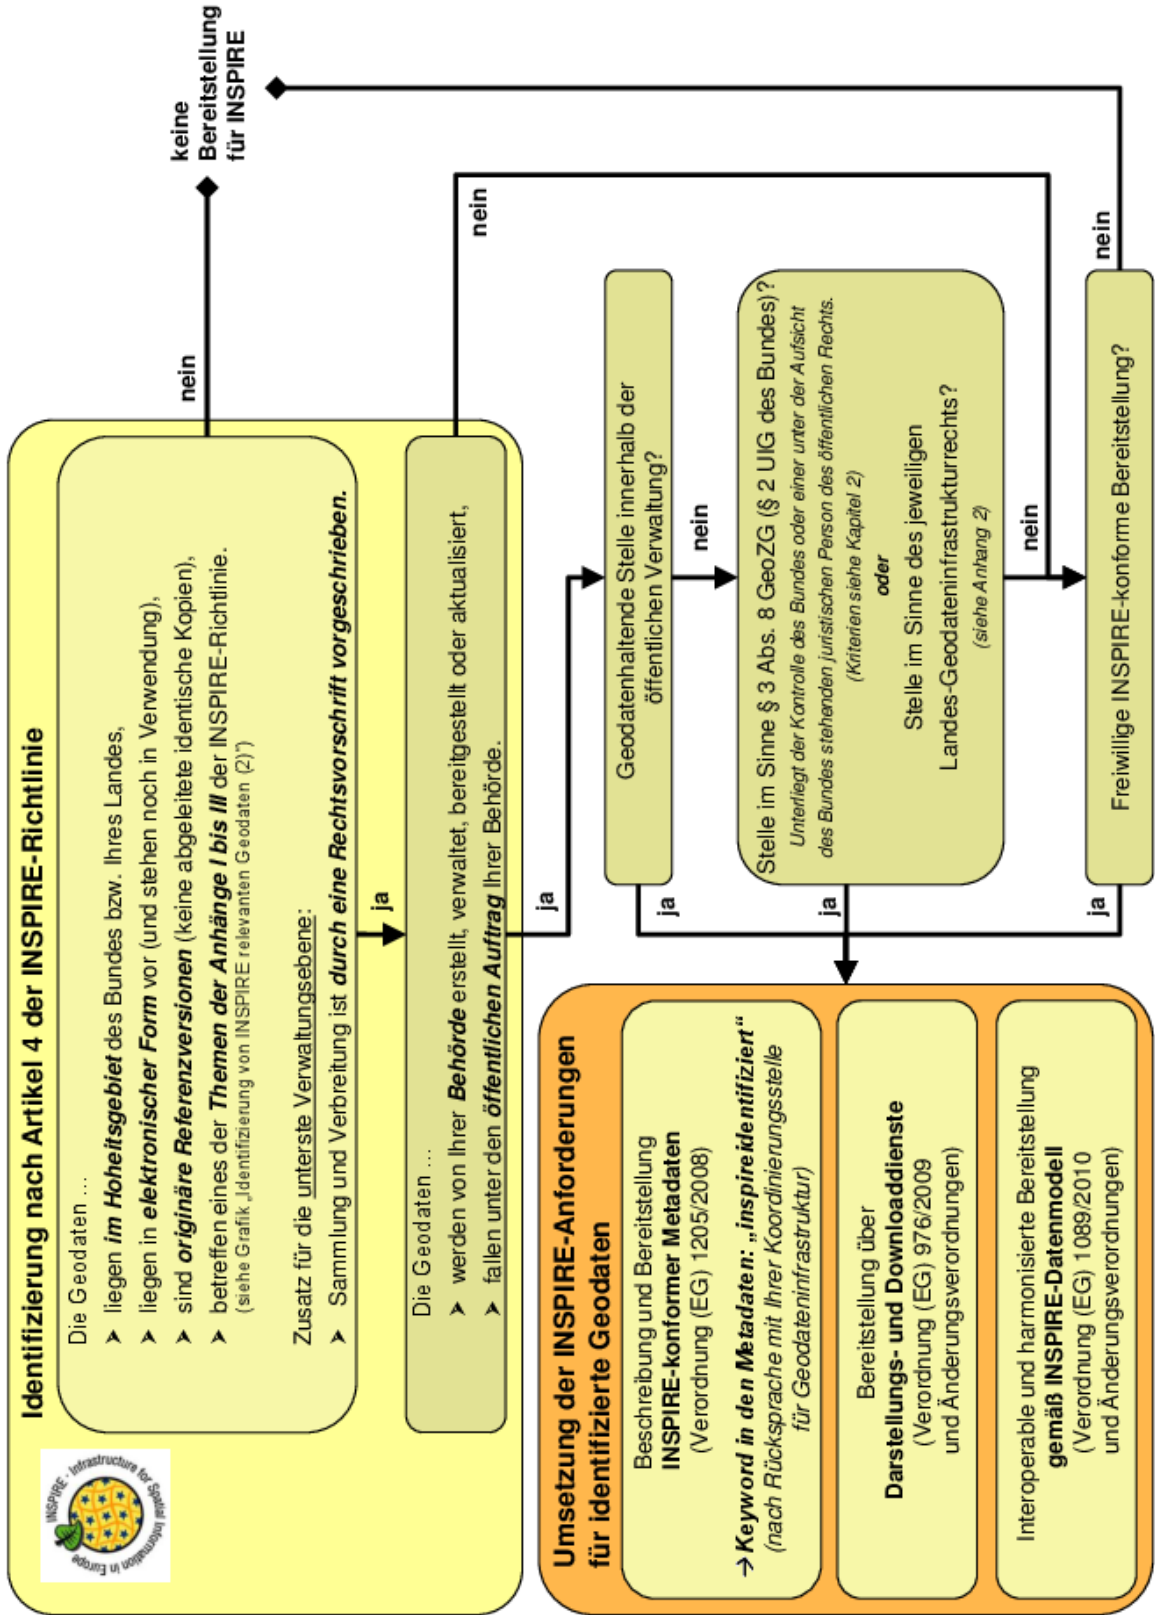 INSPIRE - Infrastructure for Spatial Information in Europe
Identifizierung nach Artikel 4 der INSPIRE-Richtlinie
Die Geodaten ...
➢ liegen im Hoheitsgebiet des Bundes bzw. Ihres Landes,
➢ liegen in elektronischer Form vor (und stehen noch in Verwendung),
➢ sind originäre Referenzversionen (keine abgeleitete identische Kopien),
➢ betreffen eines der Themen der Anhänge I bis III der INSPIRE-Richtlinie.
(siehe Grafik „Identifizierung von INSPIRE relevanten Geodaten (2)")
Zusatz für die unterste Verwaltungsebene:
➢ Sammlung und Verbreitung ist durch eine Rechtsvorschrift vorgeschrieben.
nein
keine
Bereitstellung
für INSPIRE
ja
Die Geodaten ...
➢ werden von Ihrer Behörde erstellt, verwaltet, bereitgestellt oder aktualisiert,
➢ fallen unter den öffentlichen Auftrag Ihrer Behörde.
nein
ja
Geodatenhaltende Stelle innerhalb der
öffentlichen Verwaltung?
ja
nein
Stelle im Sinne § 3 Abs. 8 GeoZG (§ 2 UIG des Bundes)?
Unterliegt der Kontrolle des Bundes oder einer unter der Aufsicht
des Bundes stehenden juristischen Person des öffentlichen Rechts.
(Kriterien siehe Kapitel 2)
oder
Stelle im Sinne des jeweiligen
Landes-Geodateninfrastrukturrechts?
(siehe Anhang 2)
ja
nein
Freiwillige INSPIRE-konforme Bereitstellung?
ja
nein
Umsetzung der INSPIRE-Anforderungen
für identifizierte Geodaten
Beschreibung und Bereitstellung
INSPIRE-konformer Metadaten
(Verordnung (EG) 1205/2008)
→Keyword in den Metadaten: „inspireidentifiziert“
(nach Rücksprache mit Ihrer Koordinierungsstelle
für Geodateninfrastruktur)
Bereitstellung über
Darstellungs- und Downloaddienste
(Verordnung (EG) 976/2009
und Änderungsverordnungen)
Interoperable und harmonisierte Bereitstellung
gemäß INSPIRE-Datenmodell
(Verordnung (EG) 1089/2010
und Änderungsverordnungen)